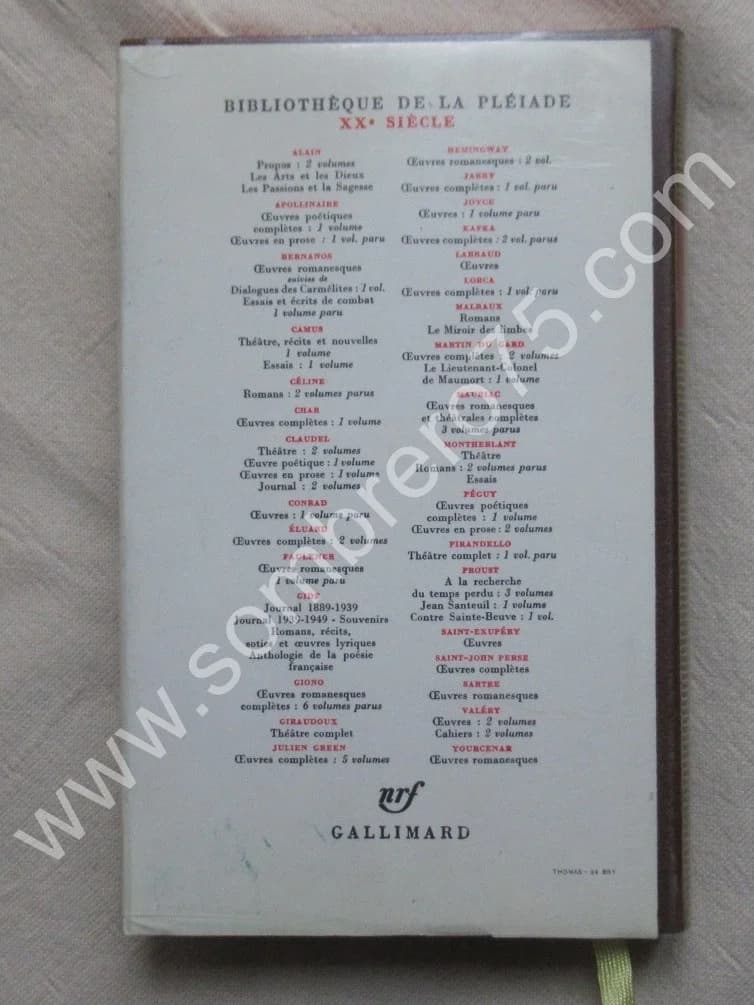 BIBLIOTHÈQUE DE LA PLÉIADE
XXe SIÈCLE
ALAIN
Propos : 2 volumes
Les Arts et les Dieux
Les Passions et la Sagesse
APOLLINAIRE
Œuvres poétiques
complètes : 1 volume
Œuvres en prose : 1 vol. paru
BERNANOS
Œuvres romanesques
suivies de
Dialogues des Carmélites : 1 vol.
Essais et écrits de combat
1 volume paru
CAMUS
Théâtre, récits et nouvelles
1 volume
Essais : 1 volume
CÉLINE
Romans : 2 volumes parus
CHAR
Œuvres complètes : 1 volume
CLAUDEL
Théâtre : 2 volumes
Œuvre poétique : 1 volume
Œuvres en prose : 1 volume
Journal : 2 volumes
CONRAD
Œuvres : 1 volume paru
ÉLUARD
Œuvres complètes : 2 volumes
FAULKNER
Œuvres romanesques
1 volume paru
GIDE
Journal 1889-1939
Journal 1939-1949 - Souvenirs
Romans, récits,
soties et œuvres lyriques
Anthologie de la poésie
française
GIONO
Œuvres romanesques
complètes : 6 volumes parus
GIRAUDOUX
Théâtre complet
JULIEN GREEN
Œuvres complètes : 5 volumes
HEMINGWAY
Œuvres romanesques : 2 vol.
JARRY
Œuvres complètes : 1 vol. paru
JOYCE
Œuvres : 1 volume paru
KAFKA
Œuvres complètes : 2 vol. parus
LARBAUD
Œuvres
LORCA
Œuvres complètes : 1 vol. paru
MALRAUX
Romans
Le Miroir des limbes
MARTIN DU GARD
Œuvres complètes : 2 volumes
Le Lieutenant-Colonel
de Maumort : 1 volume
MAURIAC
Œuvres romanesques
et théâtrales complètes
3 volumes parus
MONTHERLANT
Théâtre
Romans : 2 volumes parus
Essais
PÉGUY
Œuvres poétiques
complètes : 1 volume
Œuvres en prose : 2 volumes
PIRANDELLO
Théâtre complet : 1 vol. paru
PROUST
A la recherche
du temps perdu : 3 volumes
Jean Santeuil : 1 volume
Contre Sainte-Beuve : 1 vol.
SAINT-EXUPÉRY
Œuvres
SAINT-JOHN PERSE
Œuvres complètes
SARTRE
Œuvres romanesques
VALÉRY
Œuvres : 2 volumes
Cahiers : 2 volumes
YOURCENAR
Œuvres romanesques
nrf
GALLIMARD
THOMAS - 24 BRY
www.sombrero75.com